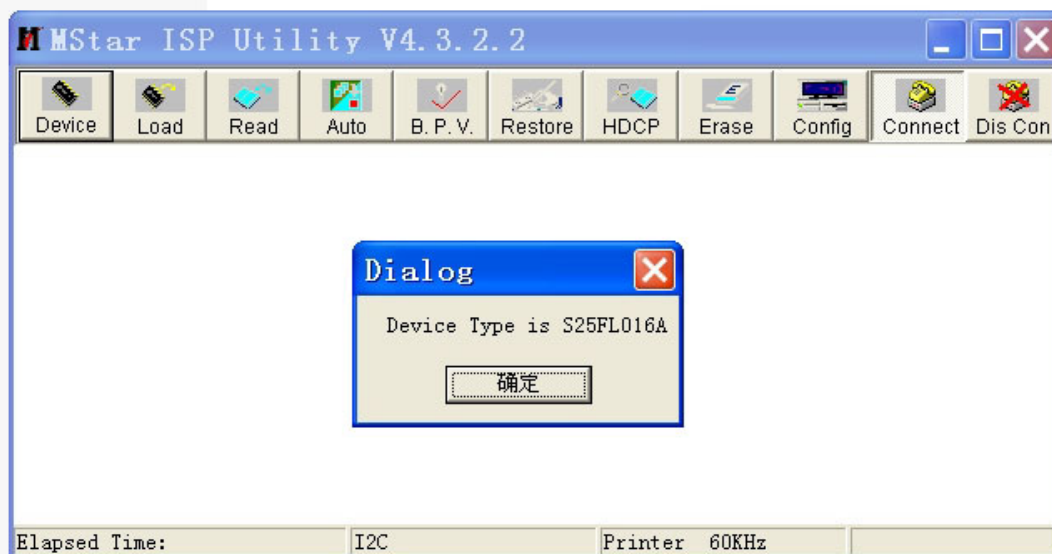 MStar ISP Utility V4.3.2.2
Device Load Read Auto B.P.V. Restore HDCP Erase Config Connect Dis Con
Dialog
Device Type is S25FL016A
确定
Elapsed Time: I2C Printer 60KHz